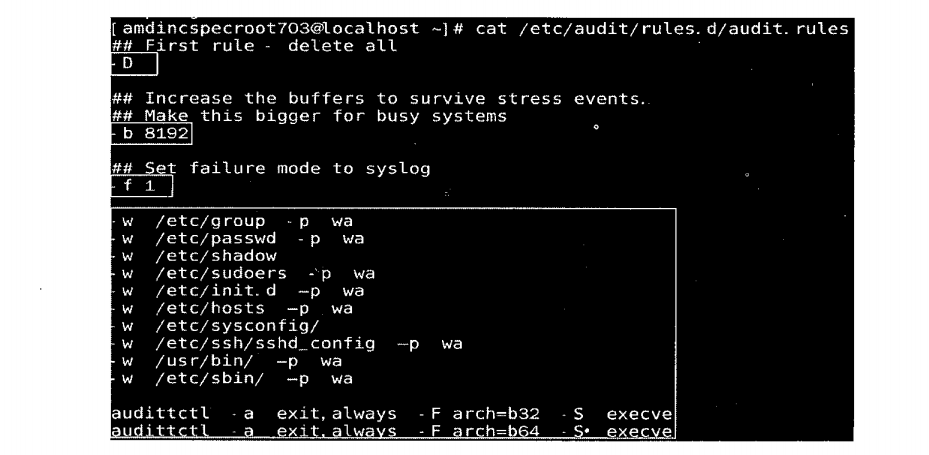 [amdincspecroot703@localhost ~]# cat /etc/audit/rules.d/audit.rules
## First rule - delete all
-D
## Increase the buffers to survive stress events.
## Make this bigger for busy systems
-b 8192
## Set failure mode to syslog
-f 1
-w /etc/group -p wa
-w /etc/passwd -p wa
-w /etc/shadow
-w /etc/sudoers -p wa
-w /etc/init.d —p wa
-w /etc/hosts —p wa
-w /etc/sysconfig/
-w /etc/ssh/sshd_config —p wa
-w /usr/bin/ —p wa
-w /etc/sbin/ —p wa
audittctl -a exit,always -F arch=b32 -S execve
audittctl -a exit,always -F arch=b64 -S execve